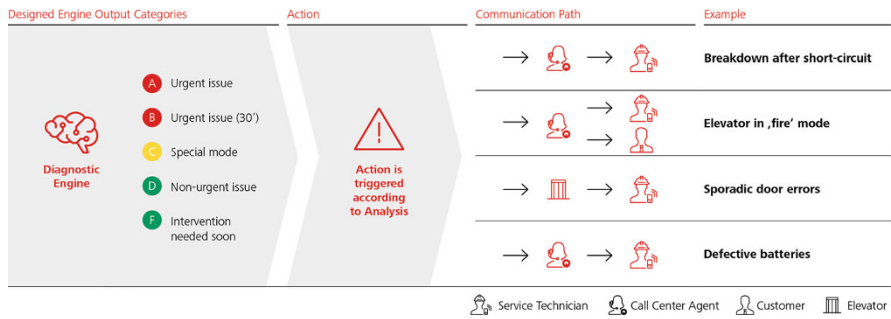 Designed Engine Output Categories
Action
Communication Path
Example
Diagnostic
Engine
A Urgent issue
B Urgent issue (30')
C Special mode
D Non-urgent issue
F Intervention
needed soon
Action is
triggered
according
to Analysis
Breakdown after short-circuit
Elevator in ‚fire‘ mode
Sporadic door errors
Defective batteries
Service Technician
Call Center Agent
Customer
Elevator